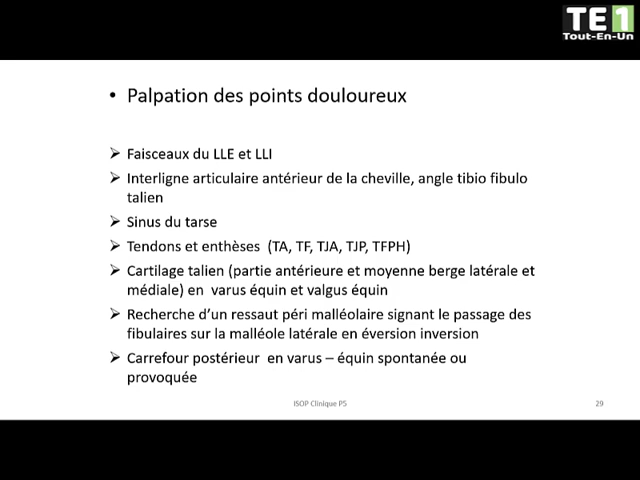 TE1
Tout-En-Un
• Palpation des points douloureux
➢ Faisceaux du LLE et LLI
➢ Interligne articulaire antérieur de la cheville, angle tibio fibulo
talien
➢ Sinus du tarse
➢ Tendons et enthèses (TA, TF, TJA, TJP, TFPH)
➢ Cartilage talien (partie antérieure et moyenne berge latérale et
médiale) en varus équin et valgus équin
➢ Recherche d'un ressaut péri malléolaire signant le passage des
fibulaires sur la malléole latérale en éversion inversion
➢ Carrefour postérieur en varus – équin spontanée ou
provoquée
ISOP Clinique P5
29